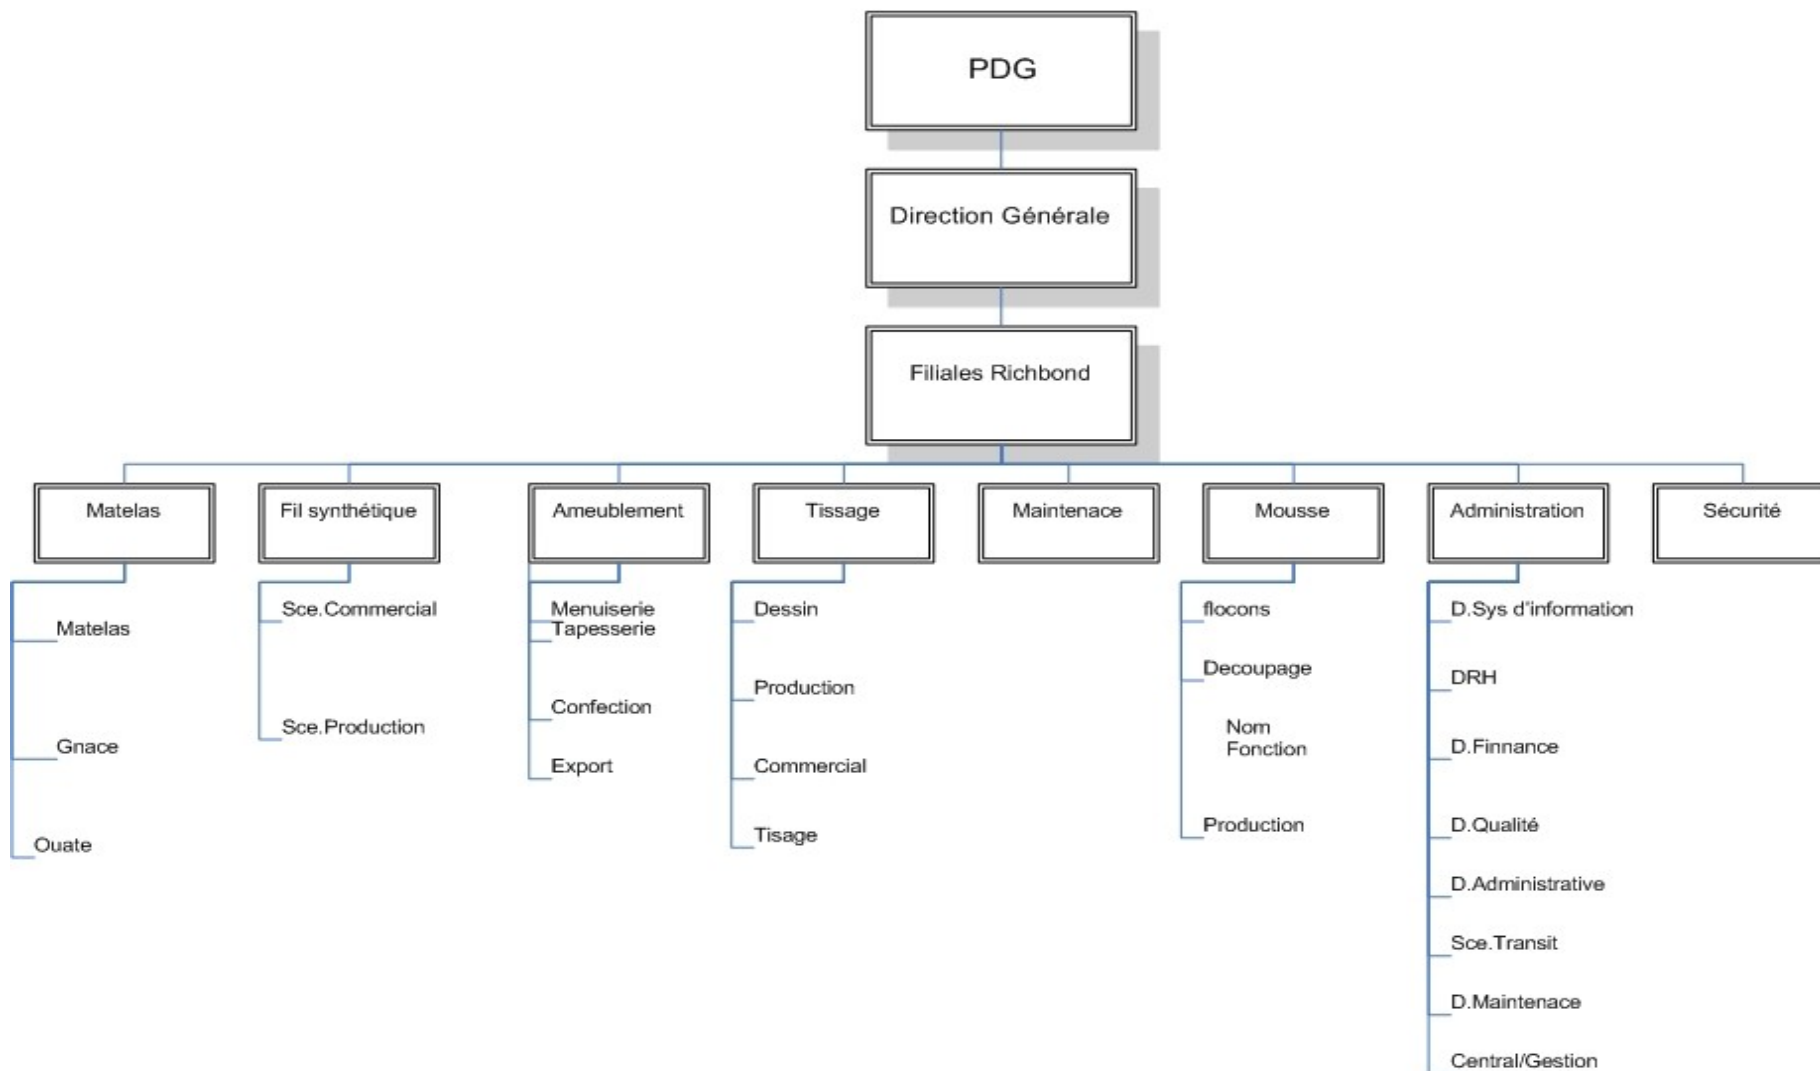 PDG
Direction Générale
Filiales Richbond
Matelas
Fil synthétique
Ameublement
Tissage
Maintenace
Mousse
Administration
Sécurité
Matelas
Gnace
Ouate
Sce.Commercial
Sce.Production
Menuiserie
Tapesserie
Confection
Export
Dessin
Production
Commercial
Tisage
flocons
Decoupage
Nom
Fonction
Production
D.Sys d'information
DRH
D.Finnance
D.Qualité
D.Administrative
Sce.Transit
D.Maintenace
Central/Gestion